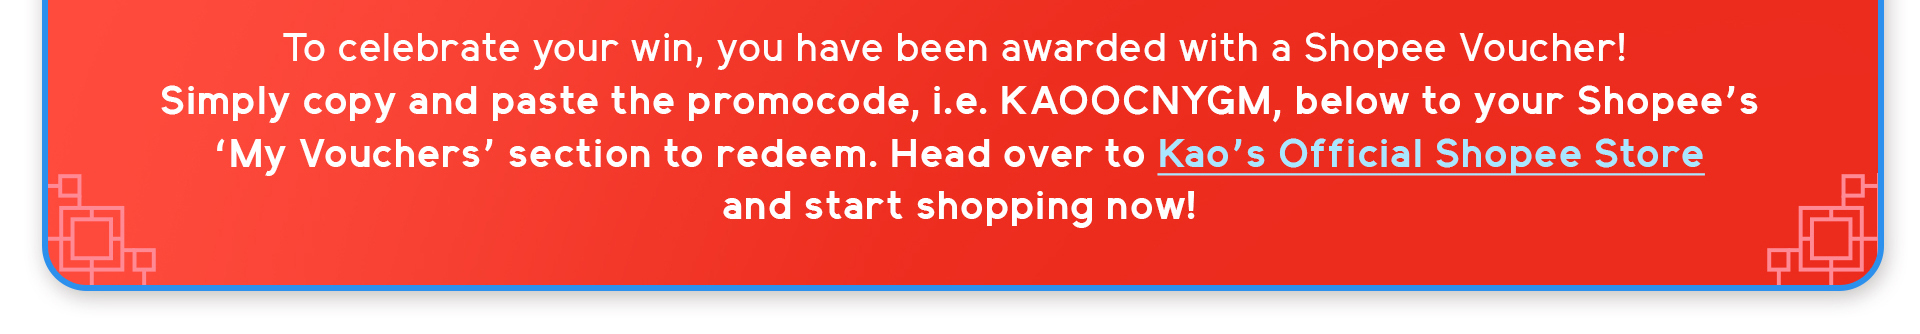 To celebrate your win, you have been awarded with a Shopee Voucher!
Simply copy and paste the promocode, i.e. KAOOCNYGM, below to your Shopee’s
‘My Vouchers’ section to redeem. Head over to Kao’s Official Shopee Store
and start shopping now!